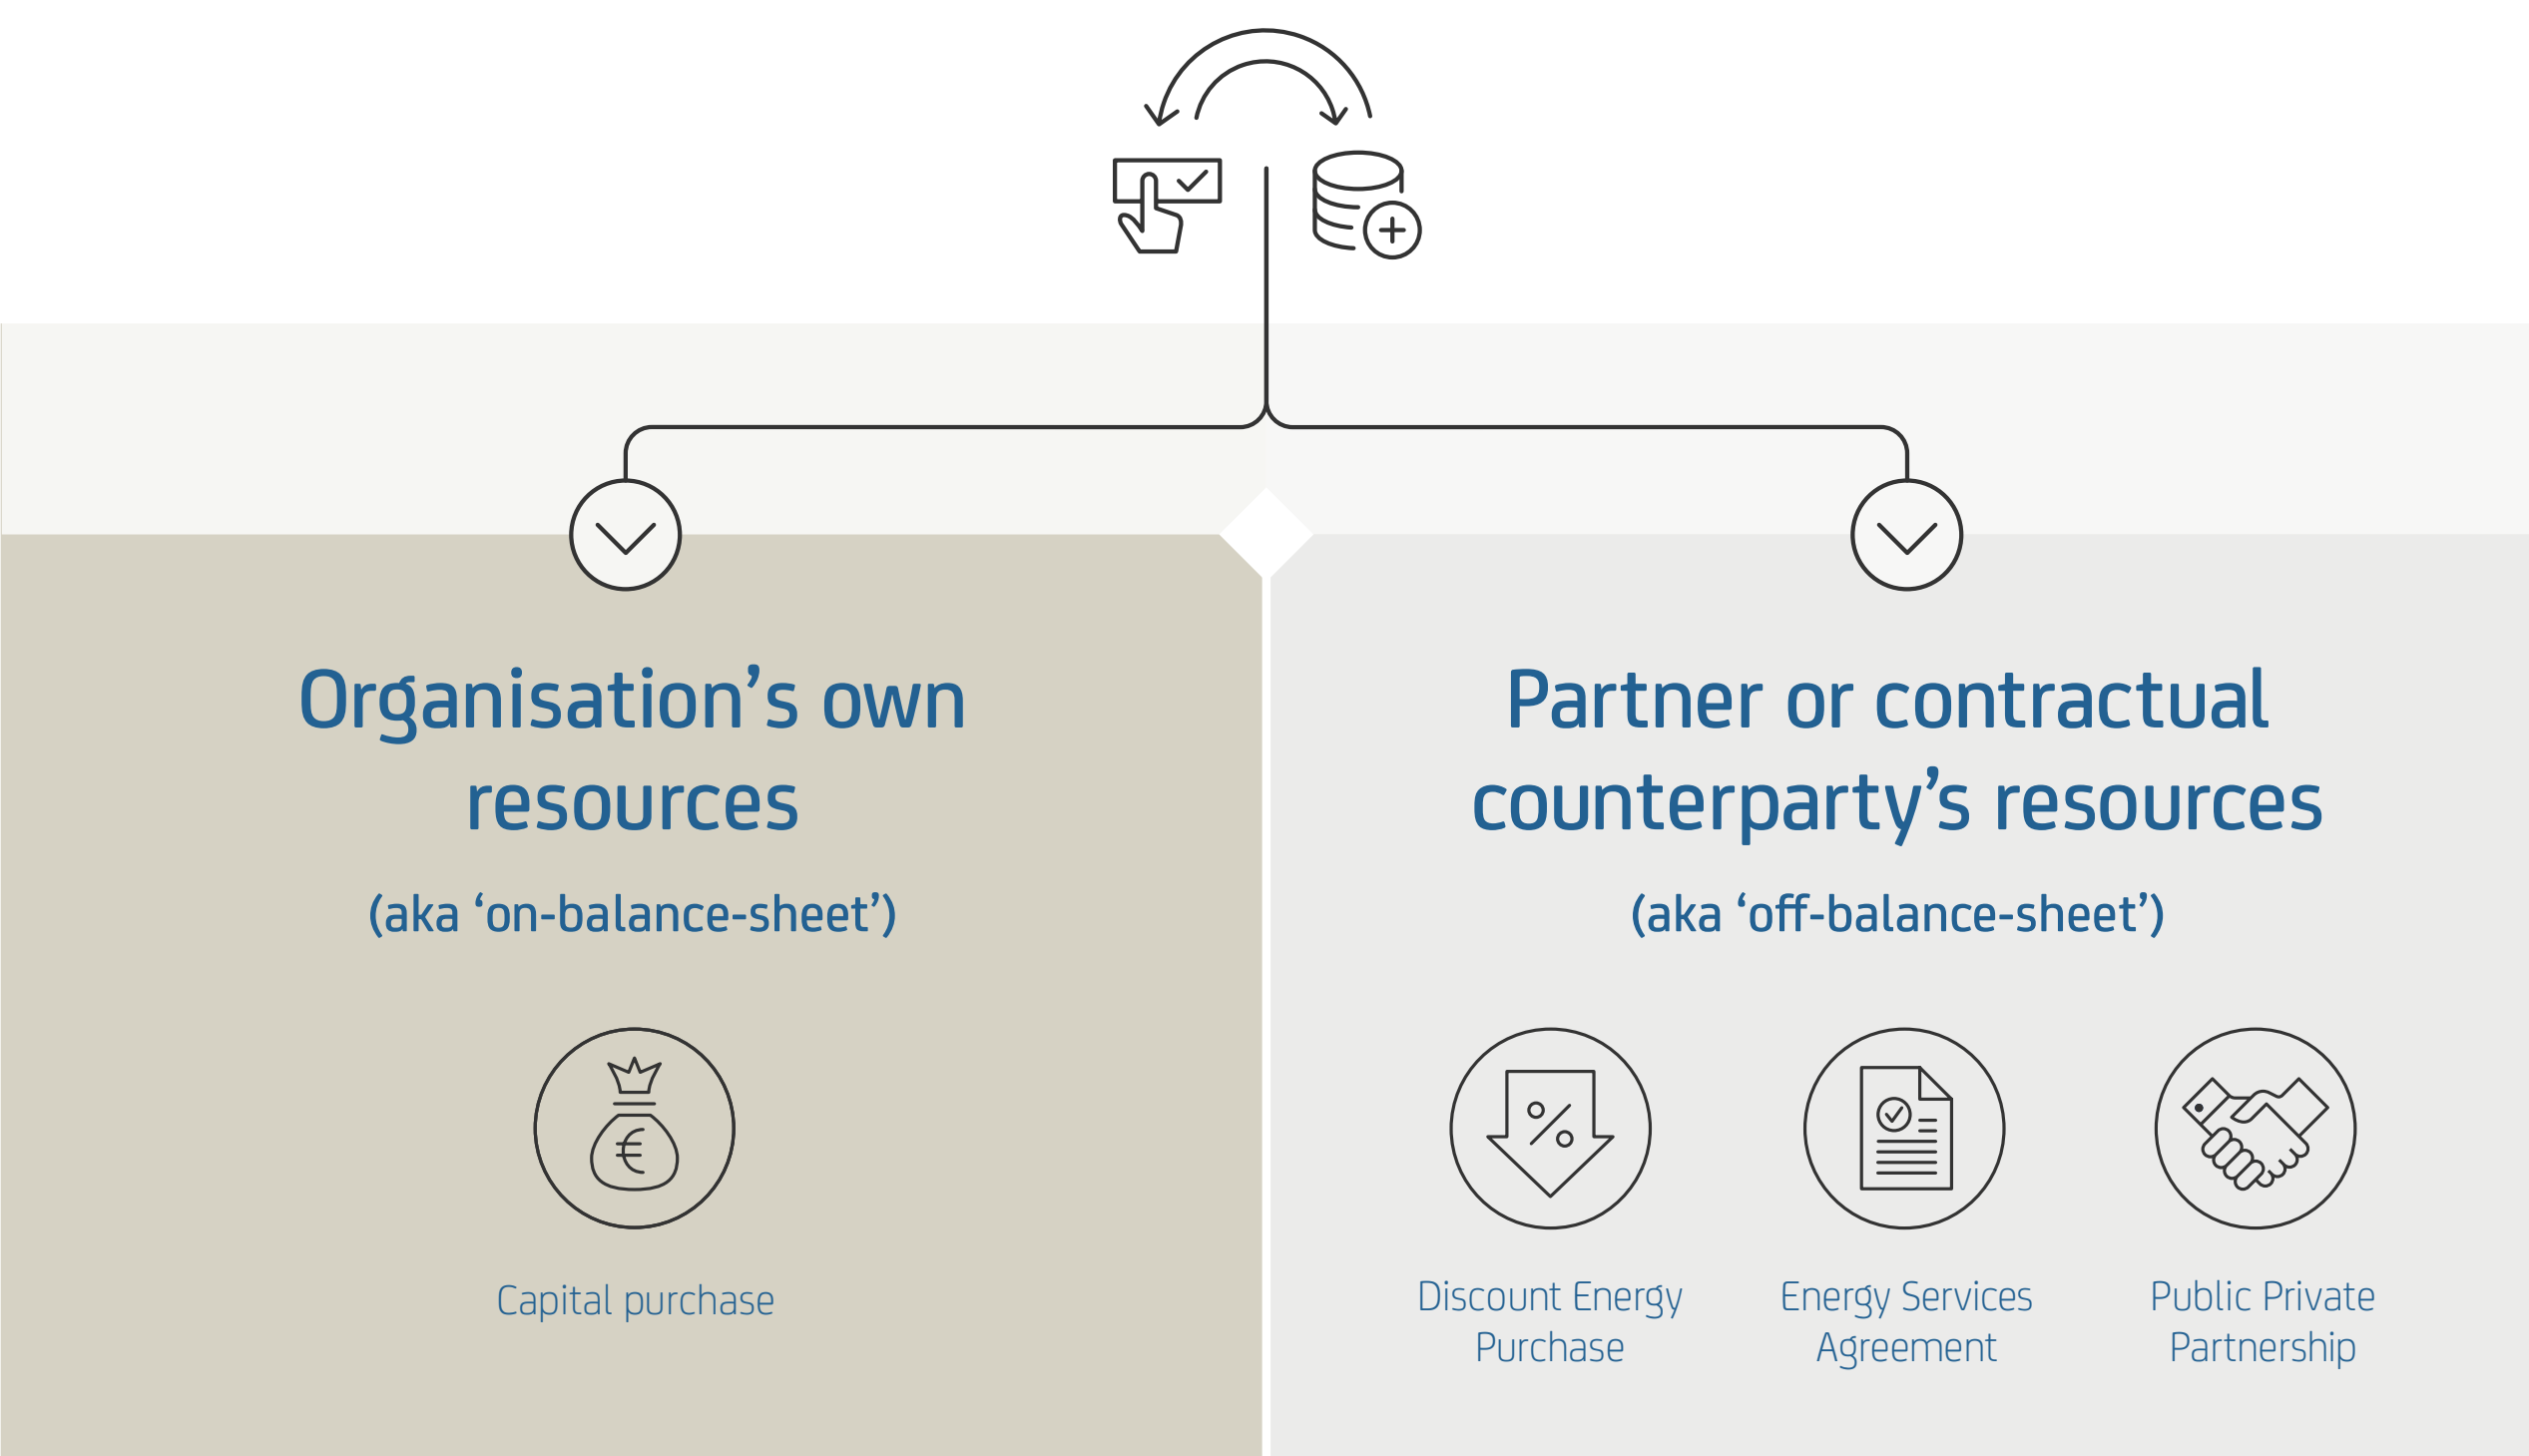 Organisation’s own
resources
(aka ‘on-balance-sheet’)
€
Capital purchase
Partner or contractual
counterparty’s resources
(aka ‘off-balance-sheet’)
%
Discount Energy
Purchase
Energy Services
Agreement
Public Private
Partnership